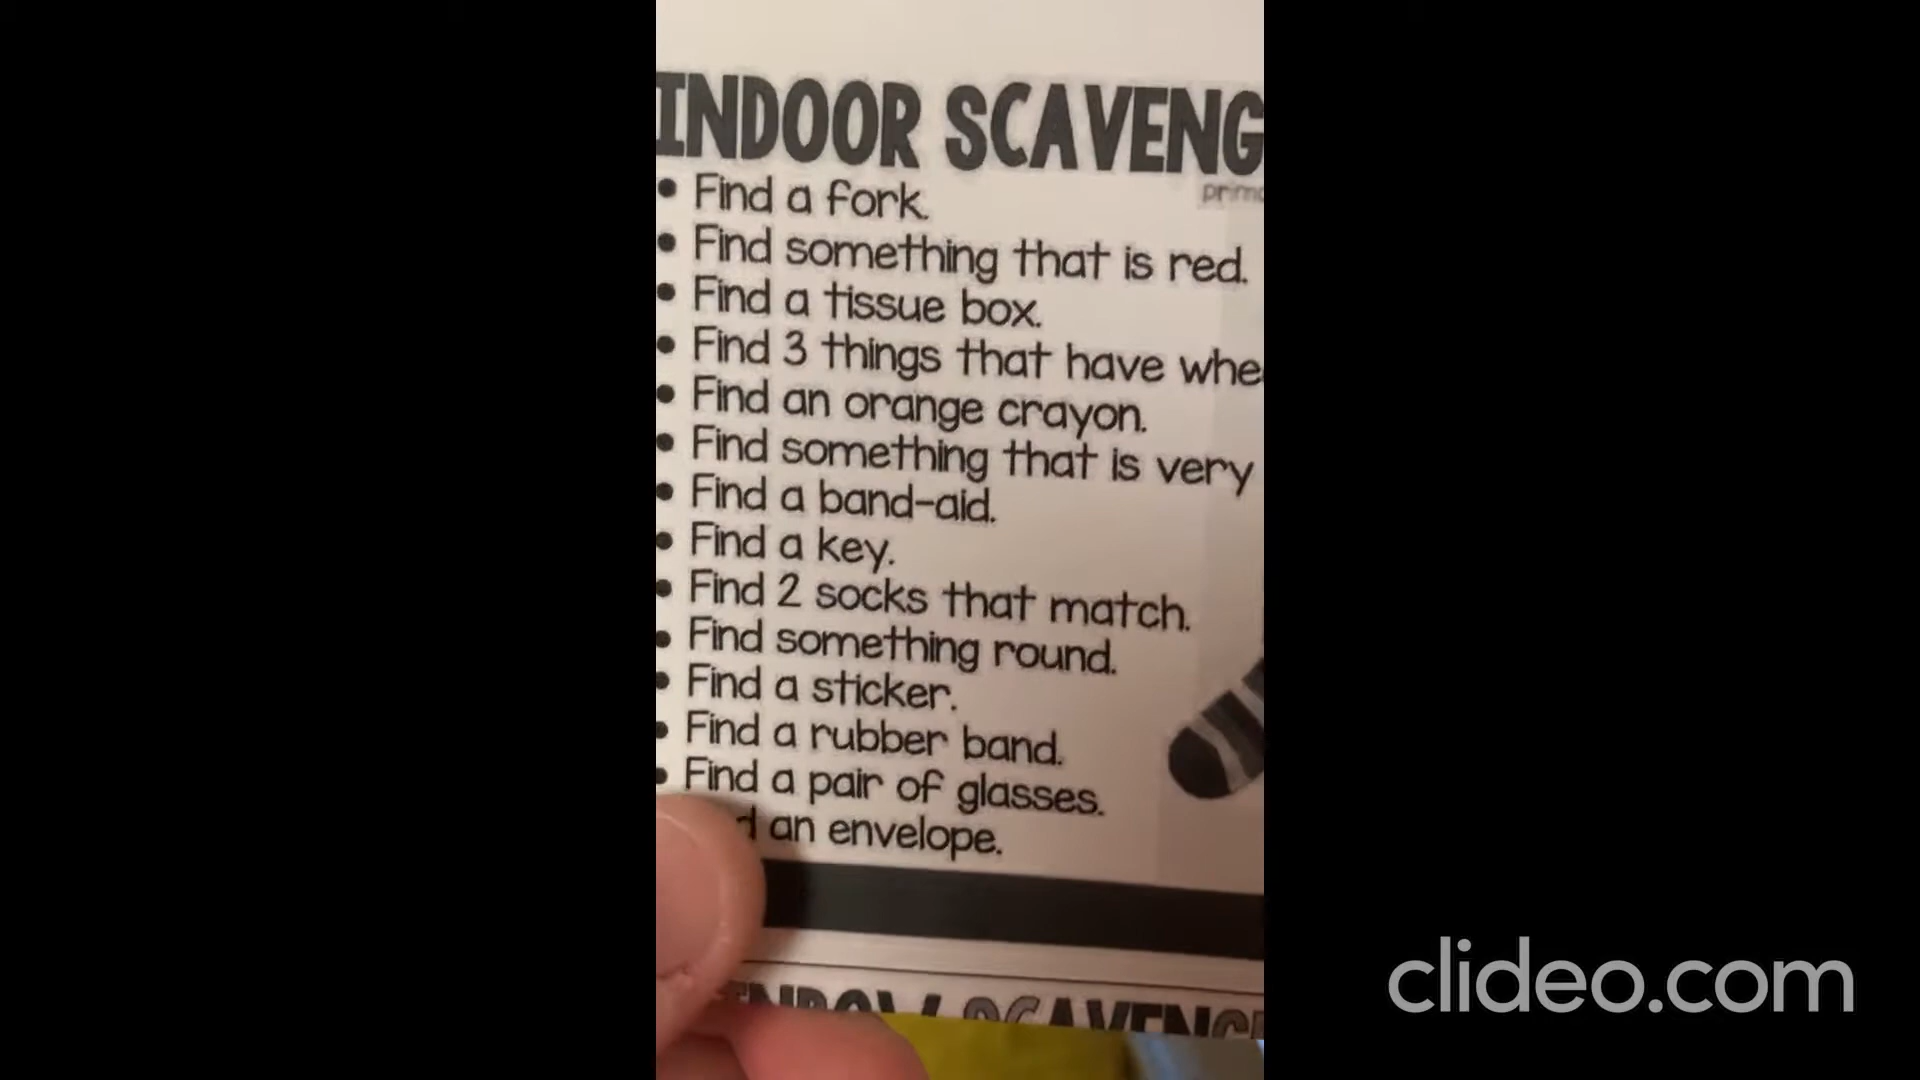 INDOOR SCAVENG
prim
• Find a fork.
• Find something that is red.
• Find a tissue box.
• Find 3 things that have whe
• Find an orange crayon.
• Find something that is very
• Find a band-aid.
• Find a key.
• Find 2 socks that match.
• Find something round.
• Find a sticker.
• Find a rubber band.
• Find a pair of glasses.
d an envelope.
SCAVENG
clideo.com